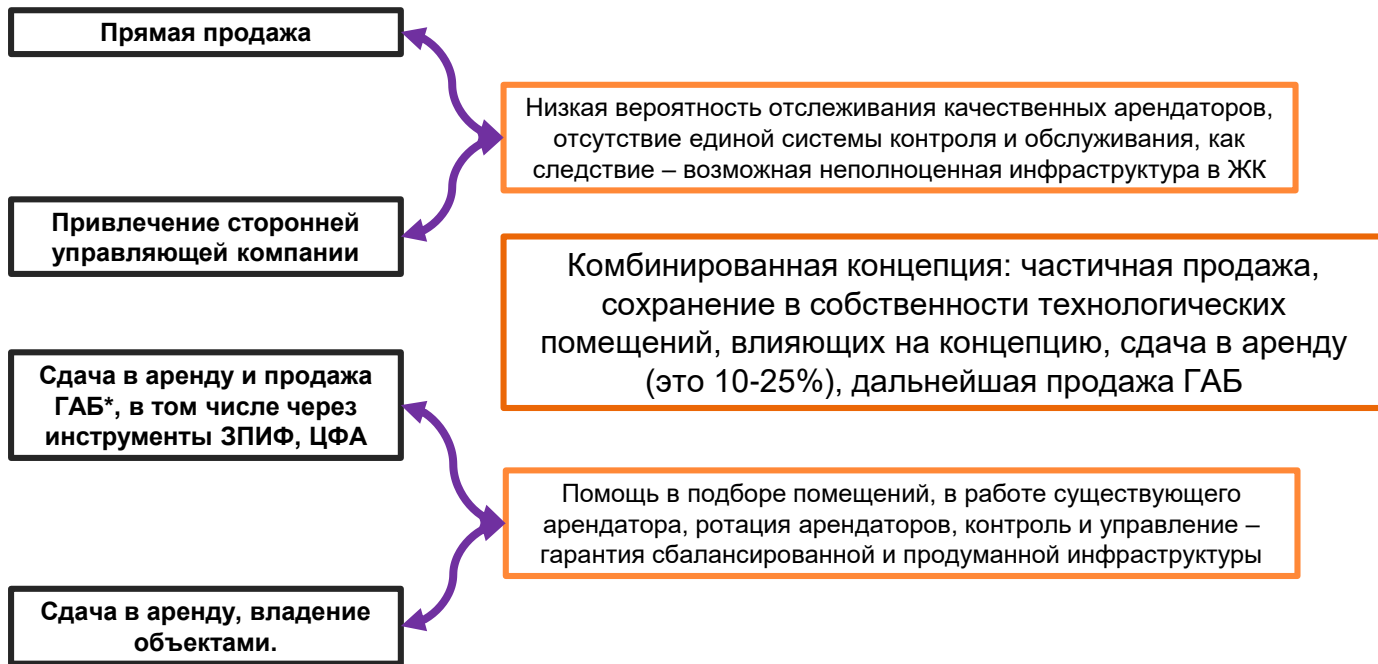 Прямая продажа
Низкая вероятность отслеживания качественных арендаторов,
отсутствие единой системы контроля и обслуживания, как
следствие – возможная неполноценная инфраструктура в ЖК
Привлечение сторонней
управляющей компании
Комбинированная концепция: частичная продажа,
сохранение в собственности технологических
помещений, влияющих на концепцию, сдача в аренду
(это 10-25%), дальнейшая продажа ГАБ
Сдача в аренду и продажа
ГАБ*, в том числе через
инструменты ЗПИФ, ЦФА
Помощь в подборе помещений, в работе существующего
арендатора, ротация арендаторов, контроль и управление –
гарантия сбалансированной и продуманной инфраструктуры
Сдача в аренду, владение
объектами.